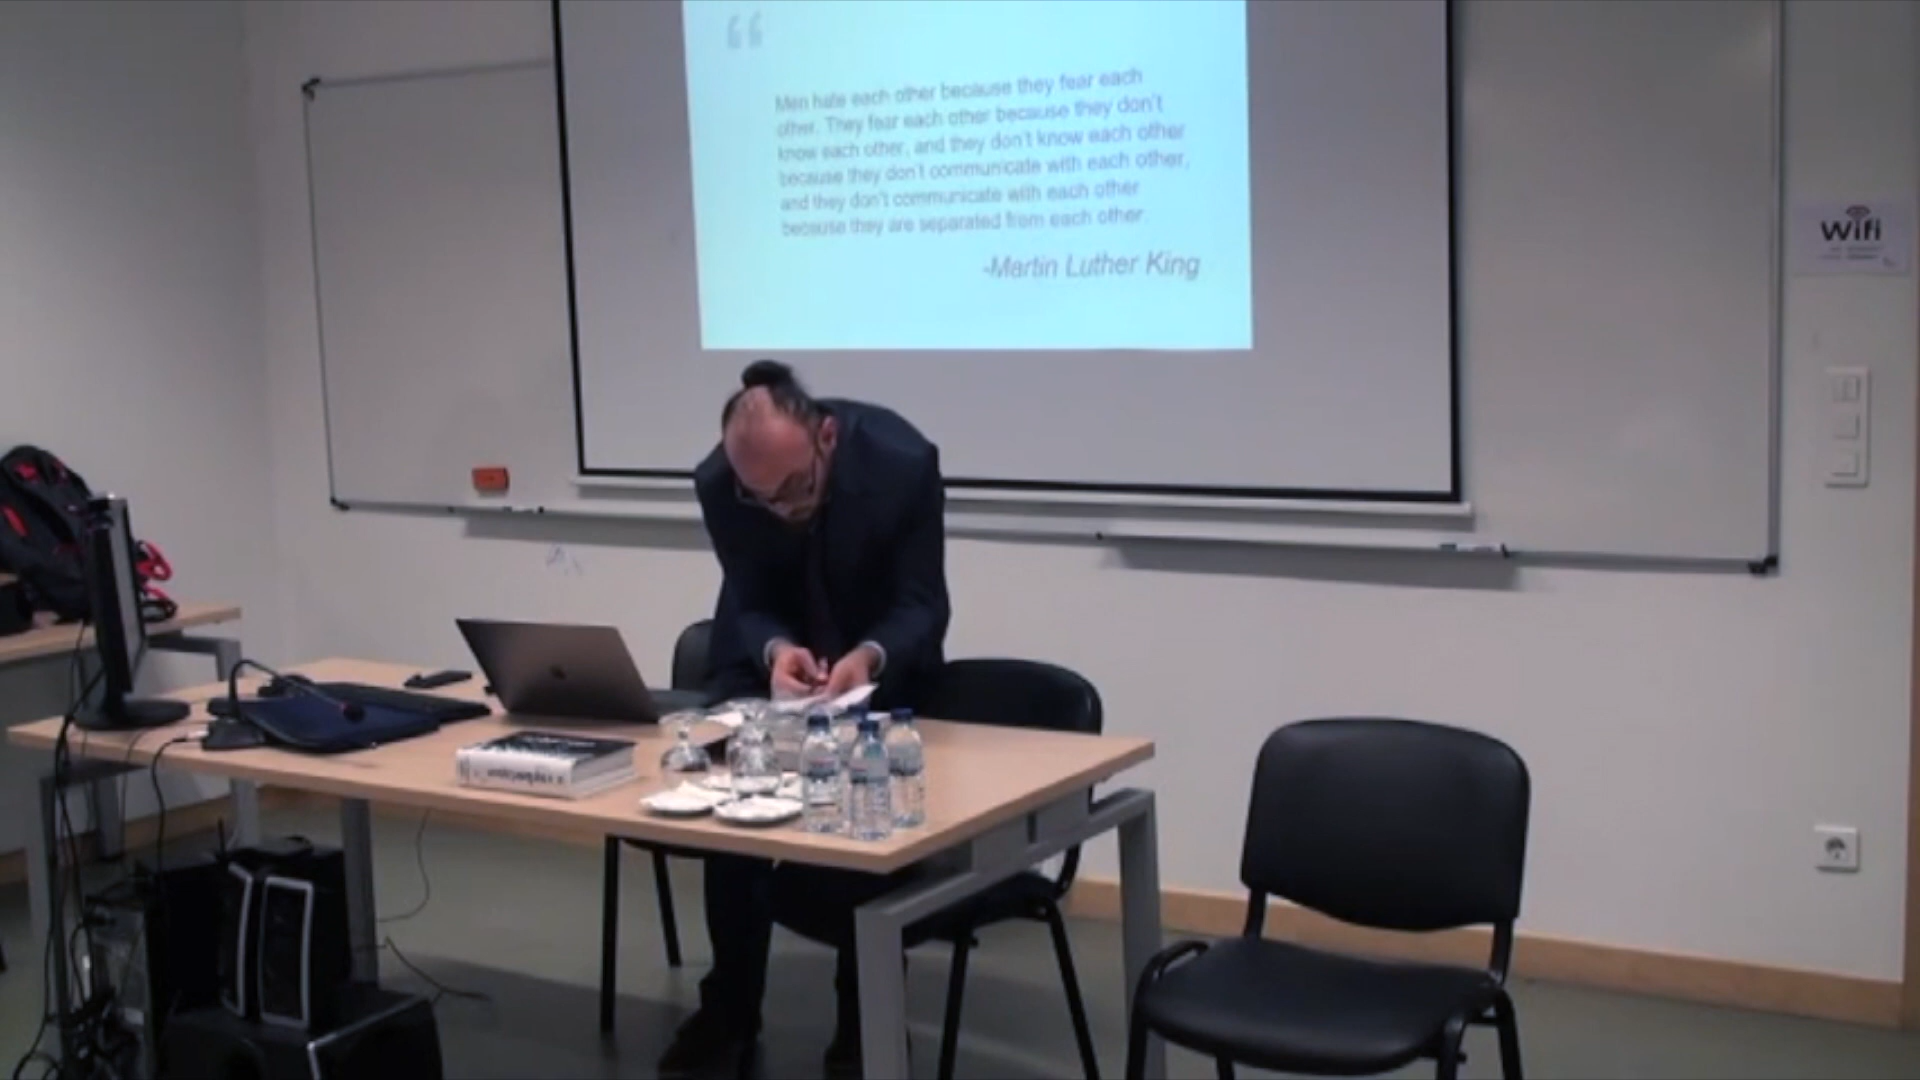 “
Men hate each other because they fear each
other. They fear each other because they don't
know each other, and they don't know each other
because they don't communicate with each other,
and they don't communicate with each other
because they are separated from each other.
-Martin Luther King
Wifi